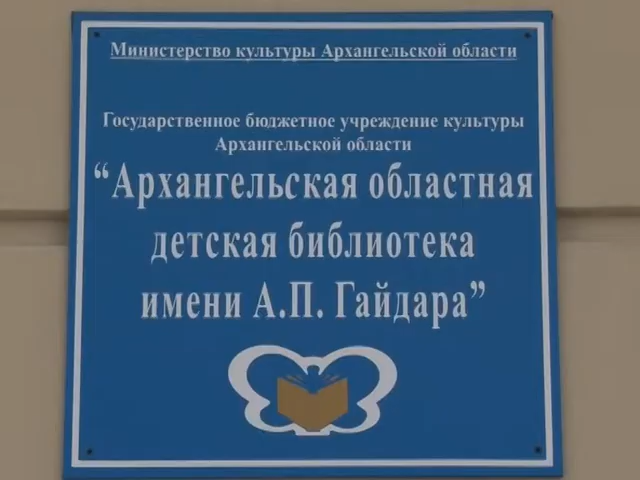 Министерство культуры Архангельской области
Государственное бюджетное учреждение культуры
Архангельской области
“Архангельская областная
детская библиотека
имени А.П. Гайдара”